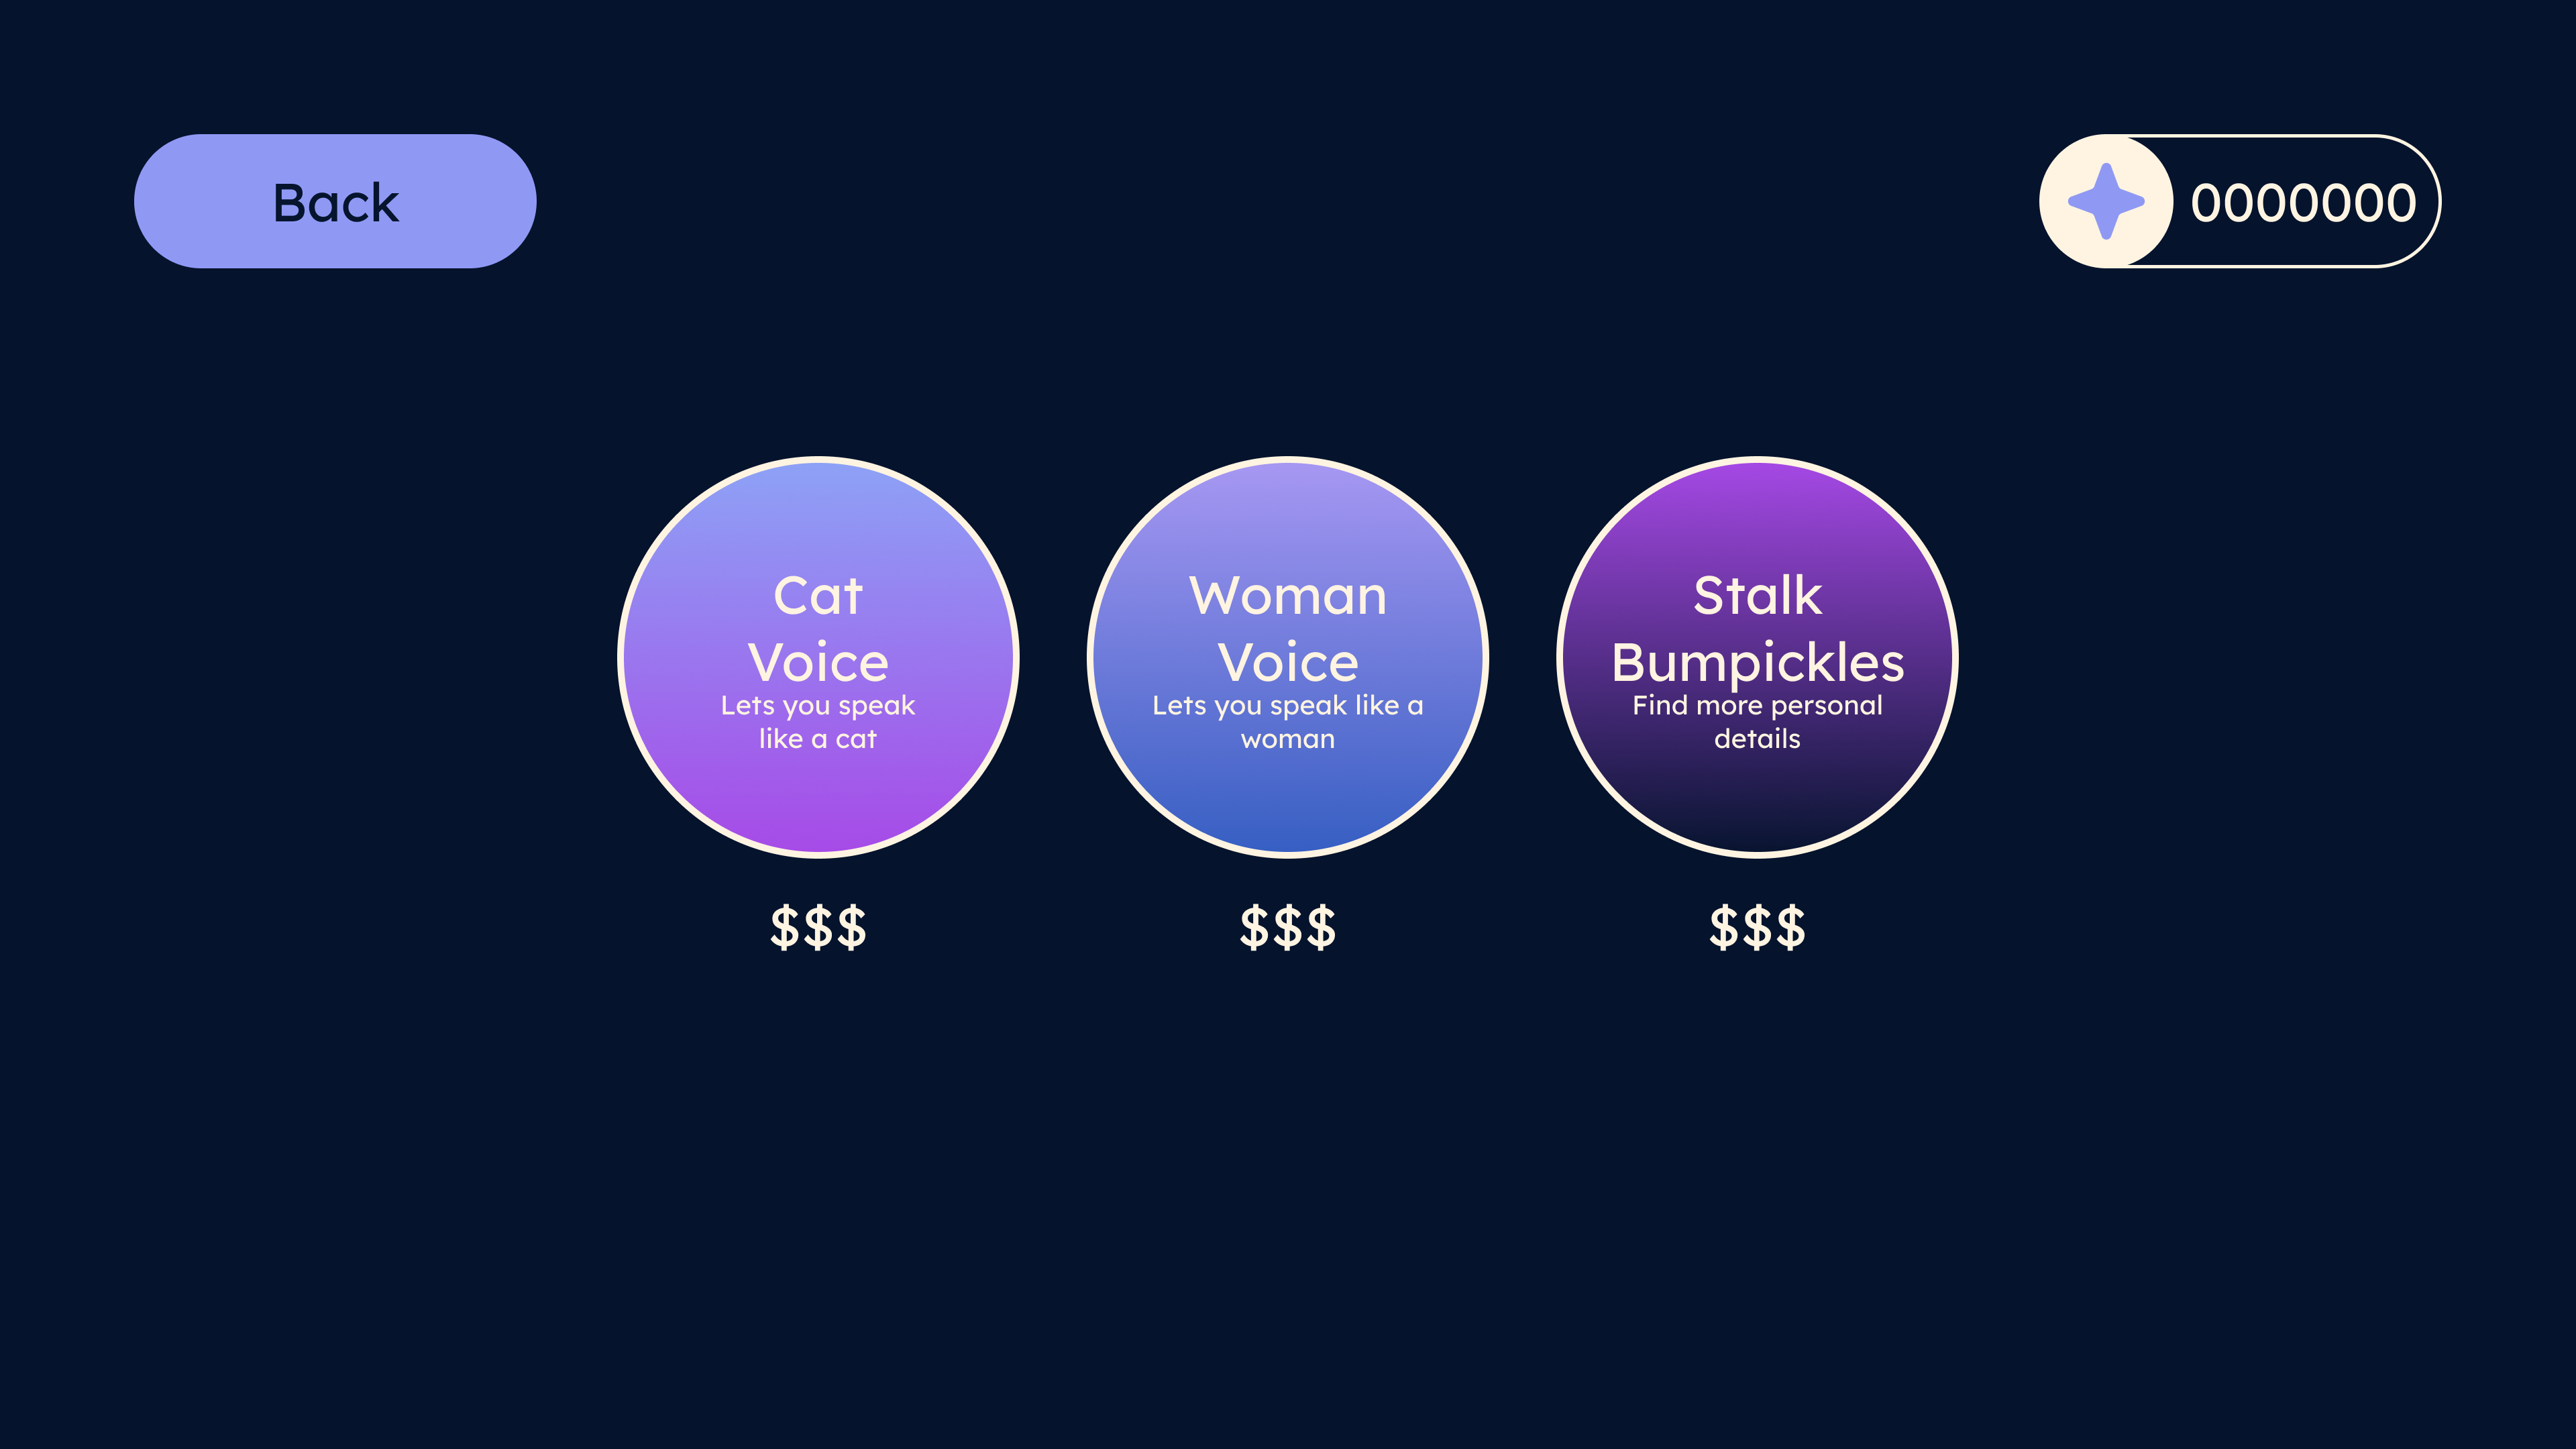 Back
0000000
Cat
Voice
Lets you speak
like a cat
Woman
Voice
Lets you speak like a
woman
Stalk
Bumpickles
Find more personal
details
$$$
$$$
$$$